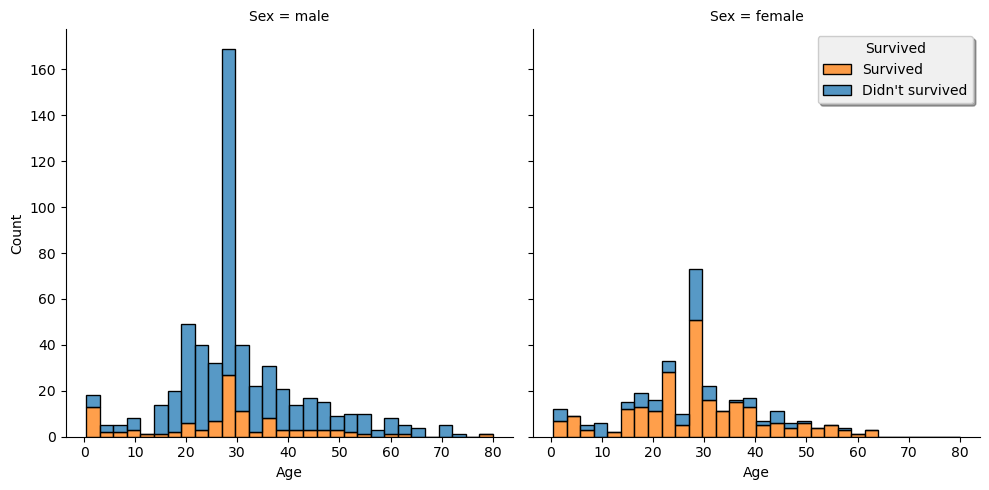 Sex = male
Sex = female
Survived
Survived
Didn't survived
160
140
120
100
80
60
40
20
0
Count
0 10 20 30 40 50 60 70 80
0 10 20 30 40 50 60 70 80
Age
Age